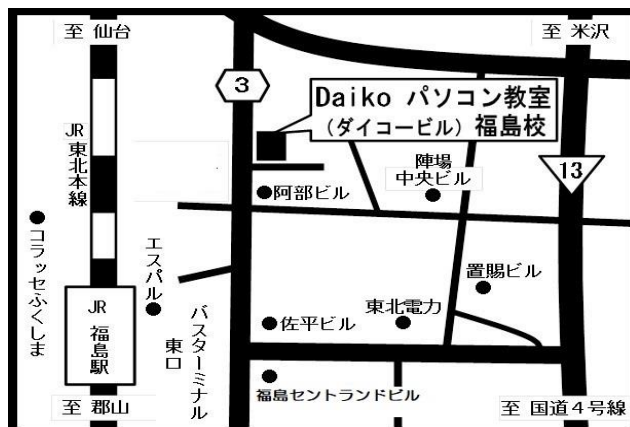 至 仙台
至 米沢
3
Daiko パソコン教室
（ダイコービル）福島校
JR東北本線
陣場
中央ビル
13
阿部ビル
コラッセふくしま
エスパル
置賜ビル
バスターミナル
東口
佐平ビル
東北電力
JR
福島駅
福島セントランドビル
至 郡山
至 国道４号線